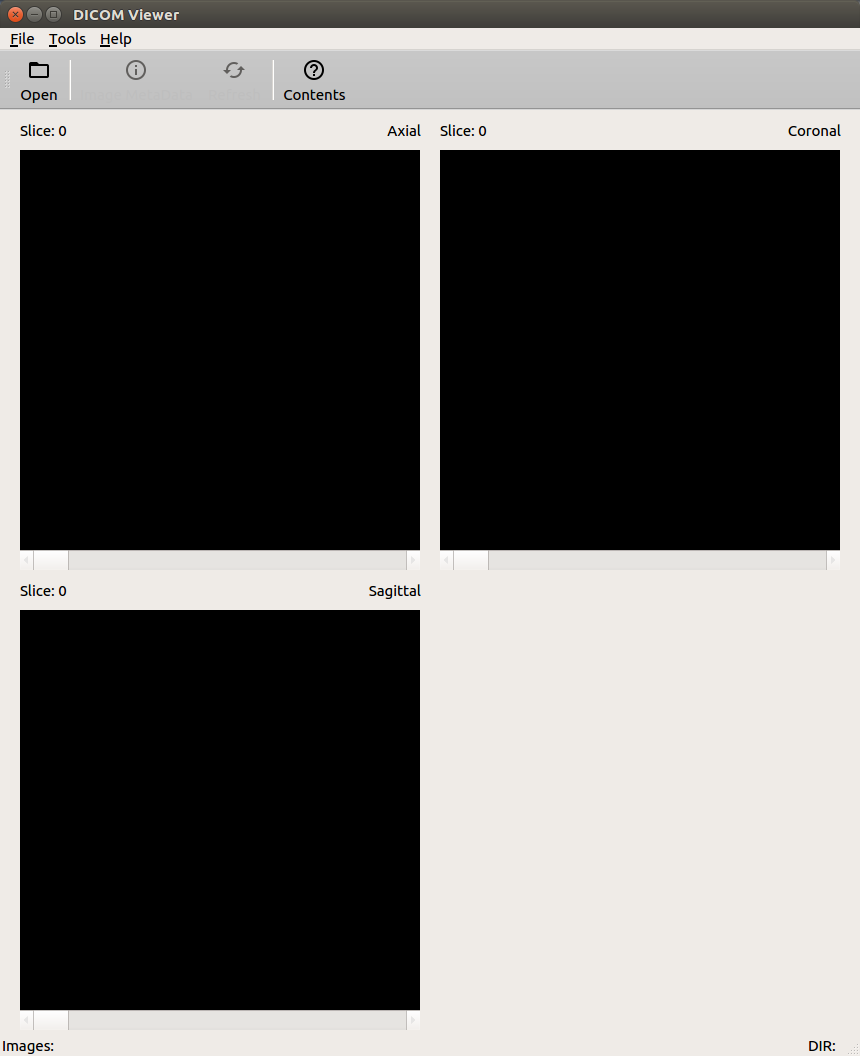 DICOM Viewer
File Tools Help
Open Contents
Slice: 0 Axial Slice: 0 Coronal
Slice: 0 Sagittal
Images: DIR: